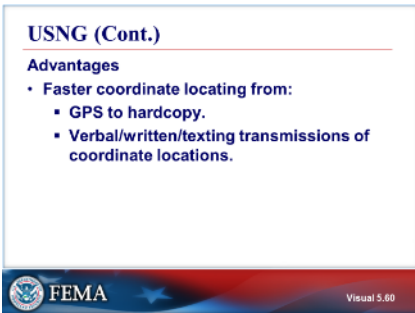 USNG (Cont.)
Advantages
• Faster coordinate locating from:
▪ GPS to hardcopy.
▪ Verbal/written/texting transmissions of
coordinate locations.
FEMA
Visual 5.60